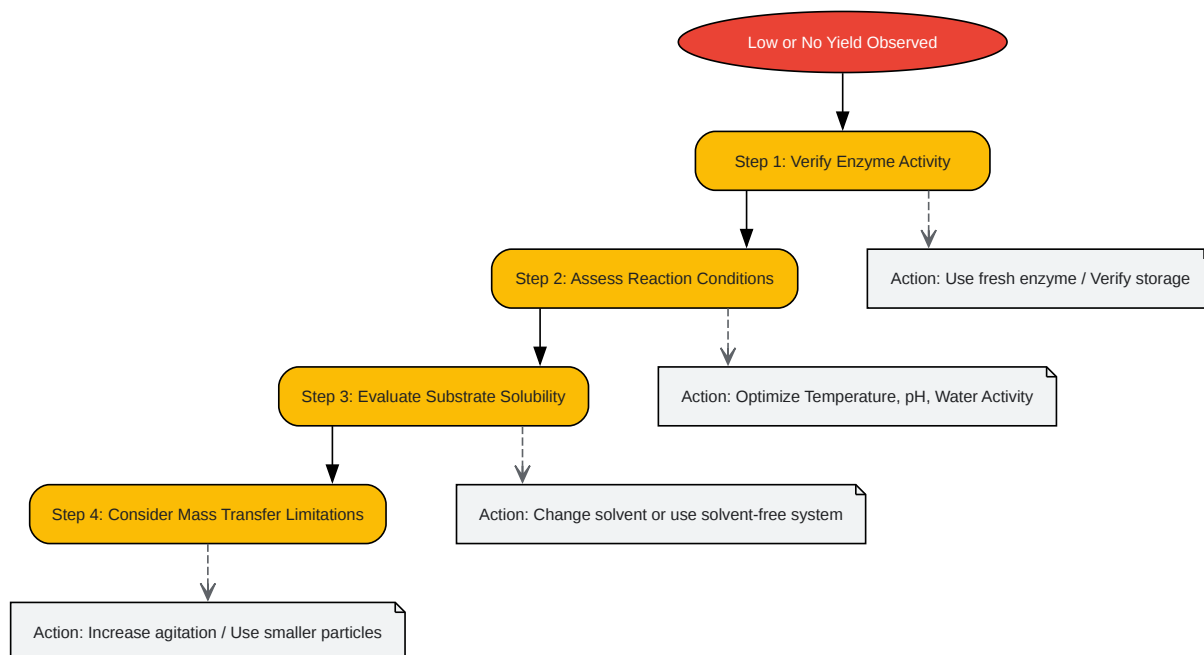 Low or No Yield Observed
Step 1: Verify Enzyme Activity
Step 2: Assess Reaction Conditions
Action: Use fresh enzyme / Verify storage
Step 3: Evaluate Substrate Solubility
Action: Optimize Temperature, pH, Water Activity
Step 4: Consider Mass Transfer Limitations
Action: Change solvent or use solvent-free system
Action: Increase agitation / Use smaller particles